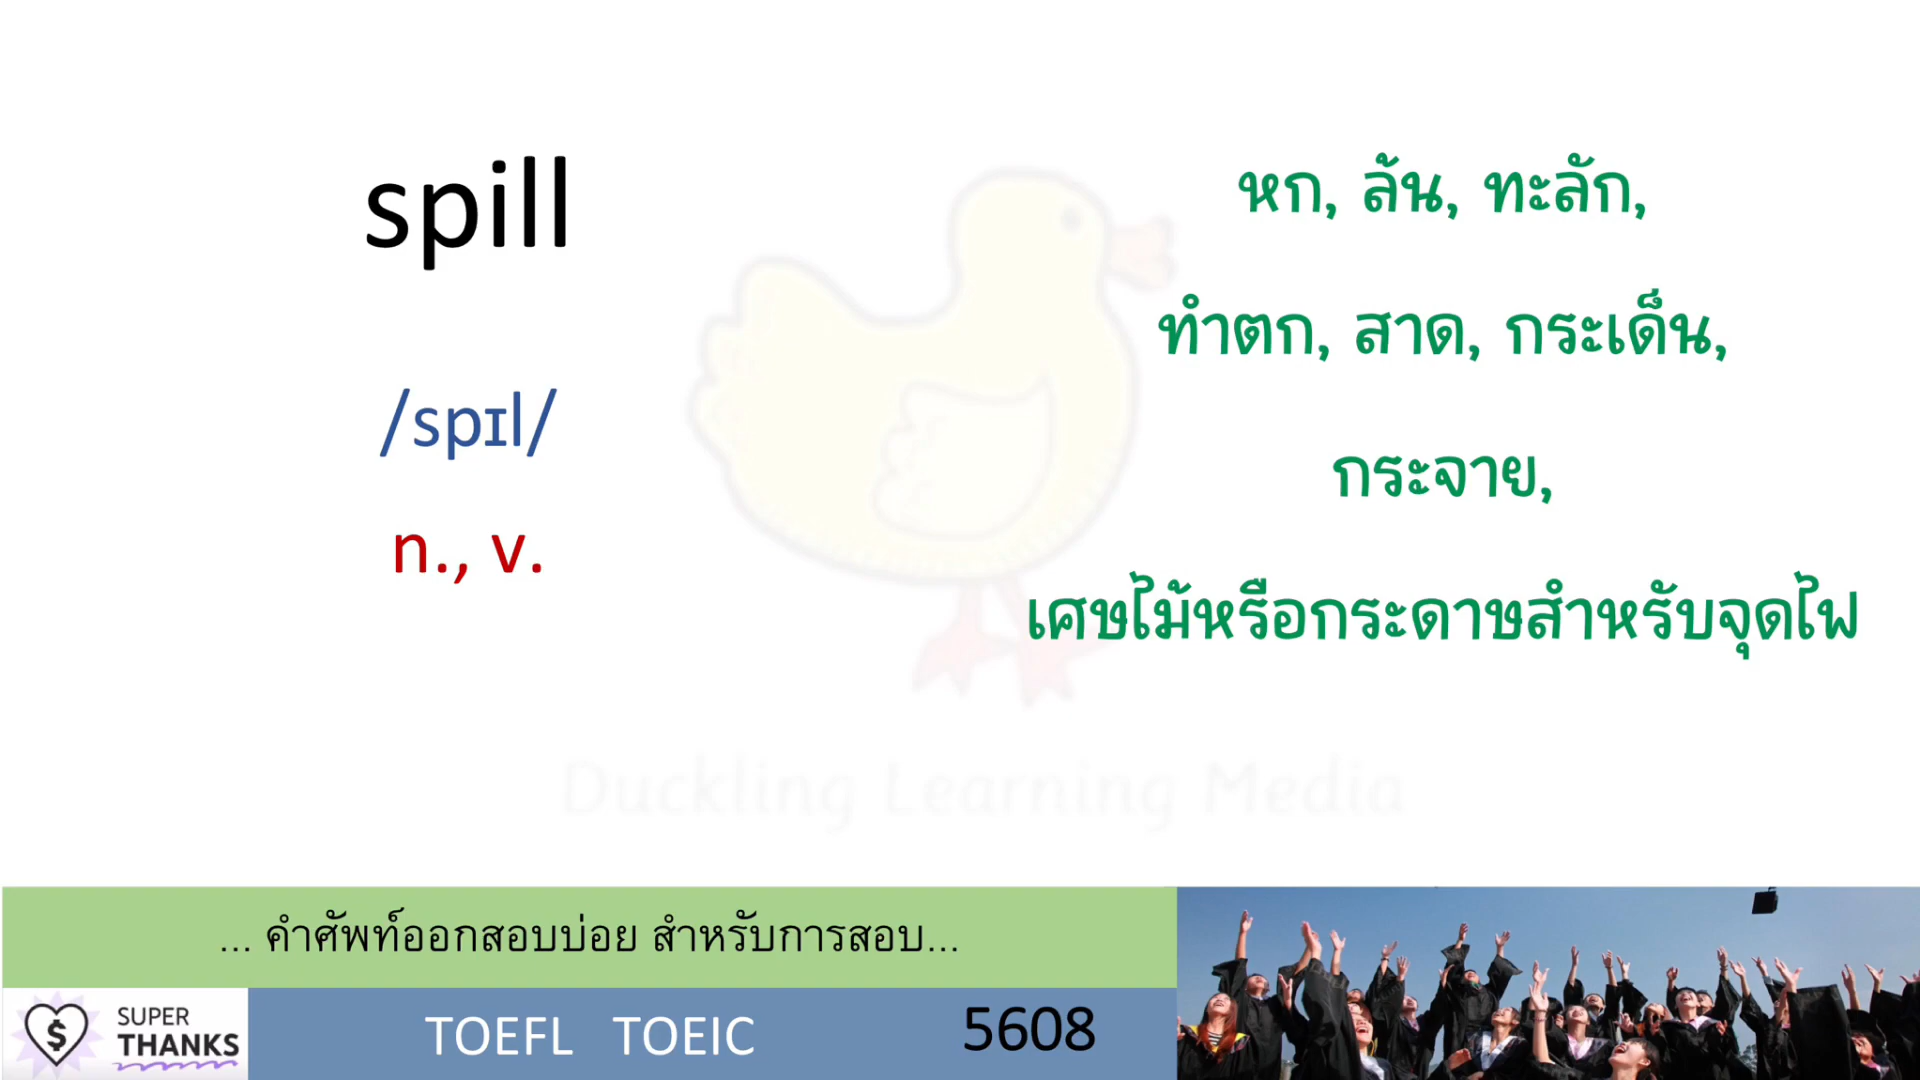 spill
/spɪl/
n., v.
หก, ล้น, ทะลัก,
ทำตก, สาด, กระเด็น,
กระจาย,
เศษไม้หรือกระดาษสำหรับจุดไฟ
Duckling Learning Media
... คำศัพท์ออกสอบบ่อย สำหรับการสอบ...
SUPER
THANKS
TOEFL TOEIC
5608